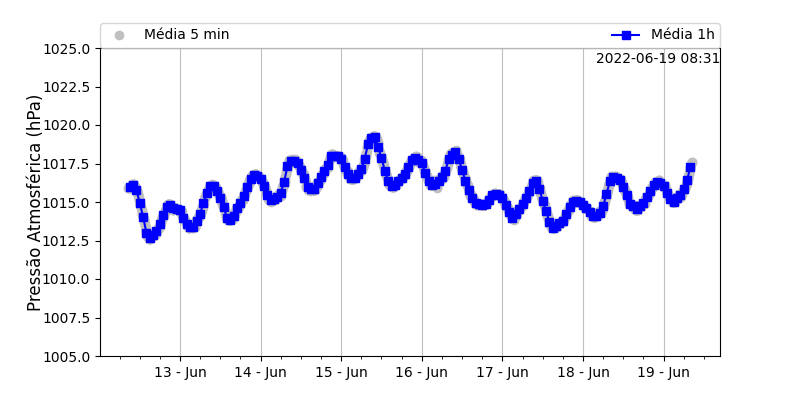 Média 5 min
Média 1h
2022-06-19 08:31
Pressão Atmosférica (hPa)
1025.0
1022.5
1020.0
1017.5
1015.0
1012.5
1010.0
1007.5
1005.0
13 - Jun
14 - Jun
15 - Jun
16 - Jun
17 - Jun
18 - Jun
19 - Jun